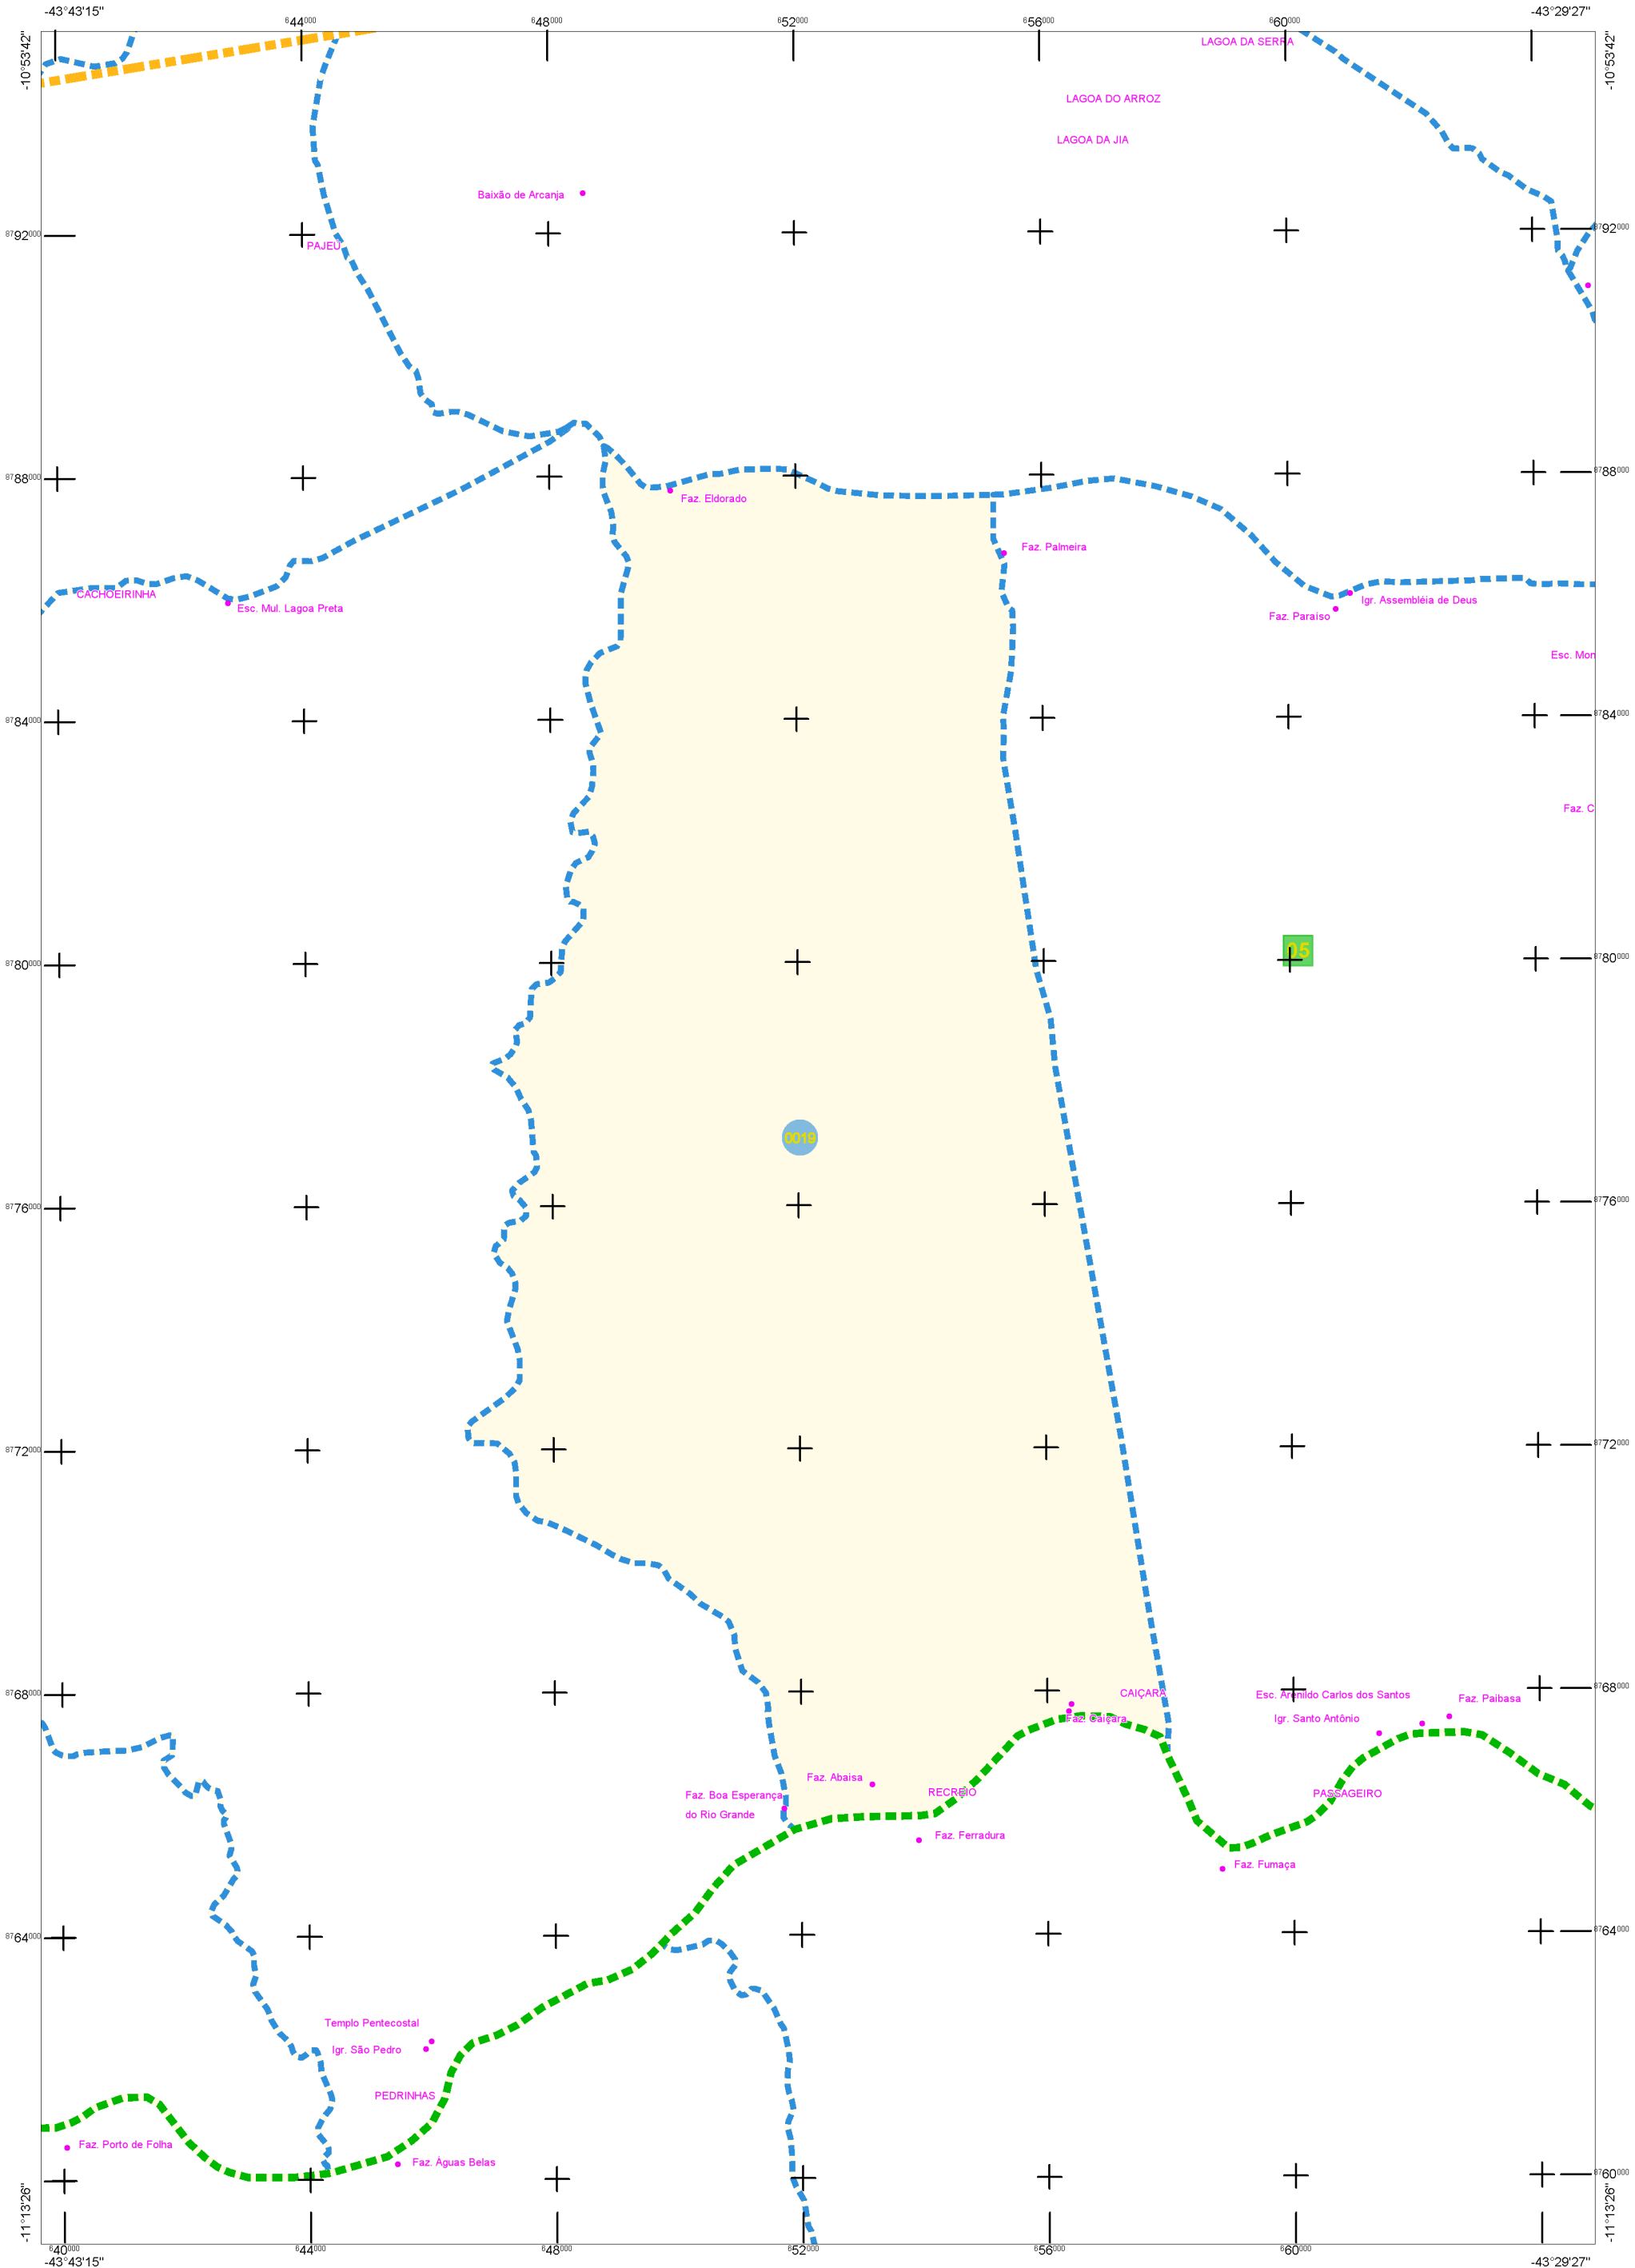 -43°43'15"
644000
648000
652000
656000
660000
-43°29'27"
-10°53'42"
-10°53'42"
LAGOA DA SERRA
LAGOA DO ARROZ
LAGOA DA JIA
Baixão de Arcanja
8792000
8792000
PAJEÚ
8788000
8788000
Faz. Eldorado
Faz. Palmeira
CACHOEIRINHA
Esc. Mul. Lagoa Preta
Igr. Assembléia de Deus
Faz. Paraíso
Esc. Mon
8784000
8784000
Faz. C
05
8780000
8780000
0019
8776000
8776000
8772000
8772000
8768000
8768000
CAIÇARA
Esc. Arenildo Carlos dos Santos
Faz. Paibasa
Faz. Caiçara
Igr. Santo Antônio
Faz. Abaisa
RECREIO
PASSAGEIRO
Faz. Boa Esperança
do Rio Grande
Faz. Ferradura
Faz. Fumaça
8764000
8764000
Templo Pentecostal
Igr. São Pedro
PEDRINHAS
Faz. Porto de Folha
Faz. Águas Belas
8760000
-11°13'26"
-11°13'26"
640000
644000
648000
652000
656000
660000
-43°43'15"
-43°29'27"